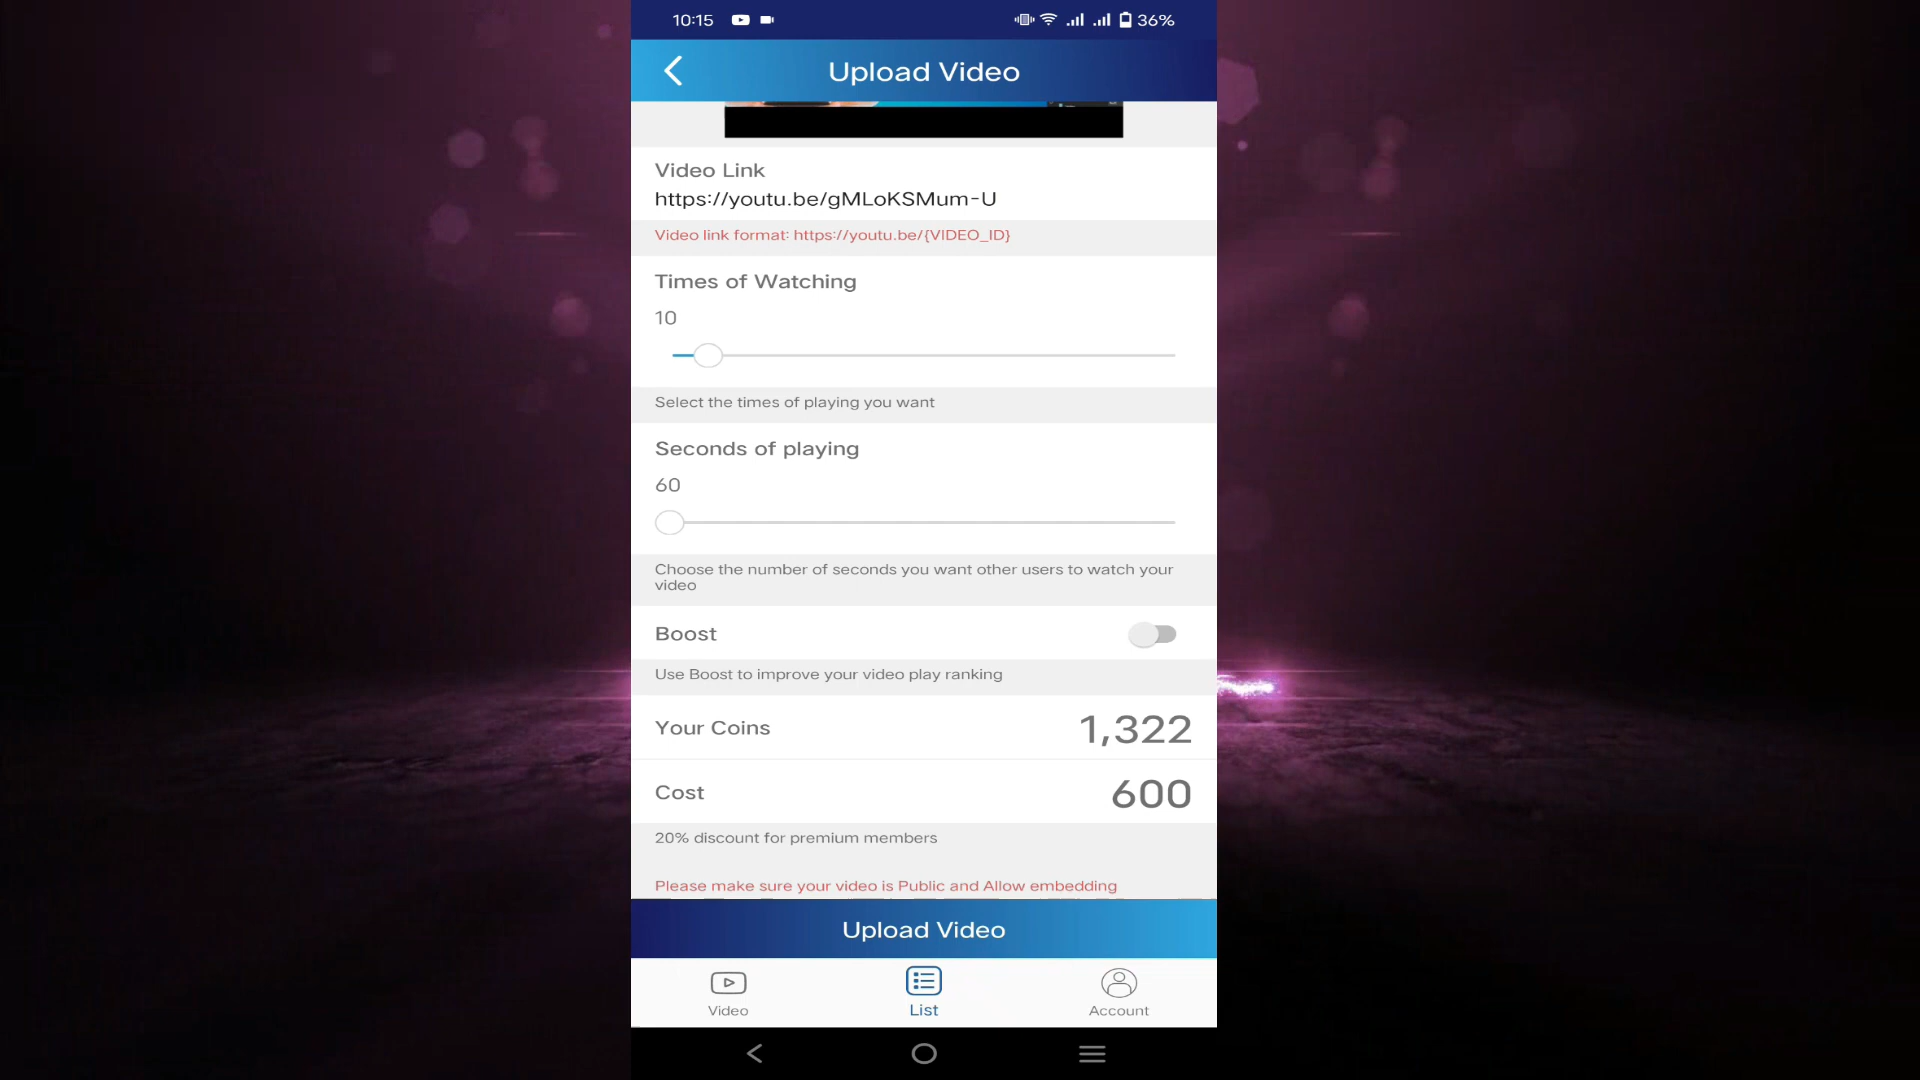 10:15
36%
Upload Video
Video Link
https://youtu.be/gMLoKSMum-U
Video link format: https://youtu.be/{VIDEO_ID}
Times of Watching
10
Select the times of playing you want
Seconds of playing
60
Choose the number of seconds you want other users to watch your
video
Boost
Use Boost to improve your video play ranking
Your Coins 1,322
Cost 600
20% discount for premium members
Please make sure your video is Public and Allow embedding
Upload Video
Video List Account